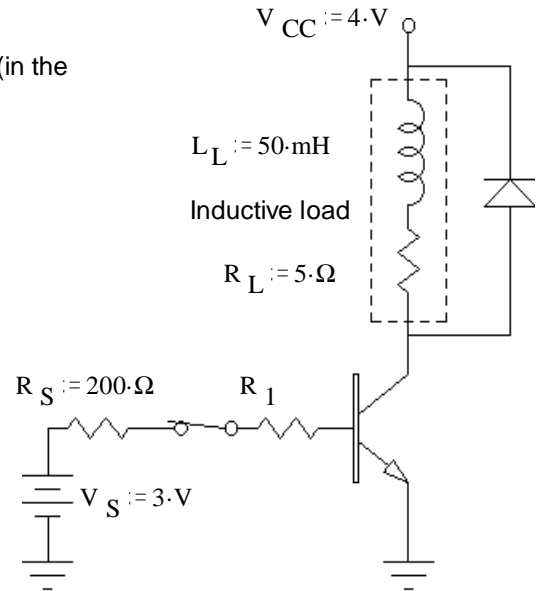 V CC := 4·V
(in the
L L := 50·mH
Inductive load
R L := 5·Ω
R S := 200·Ω R 1
V S := 3·V